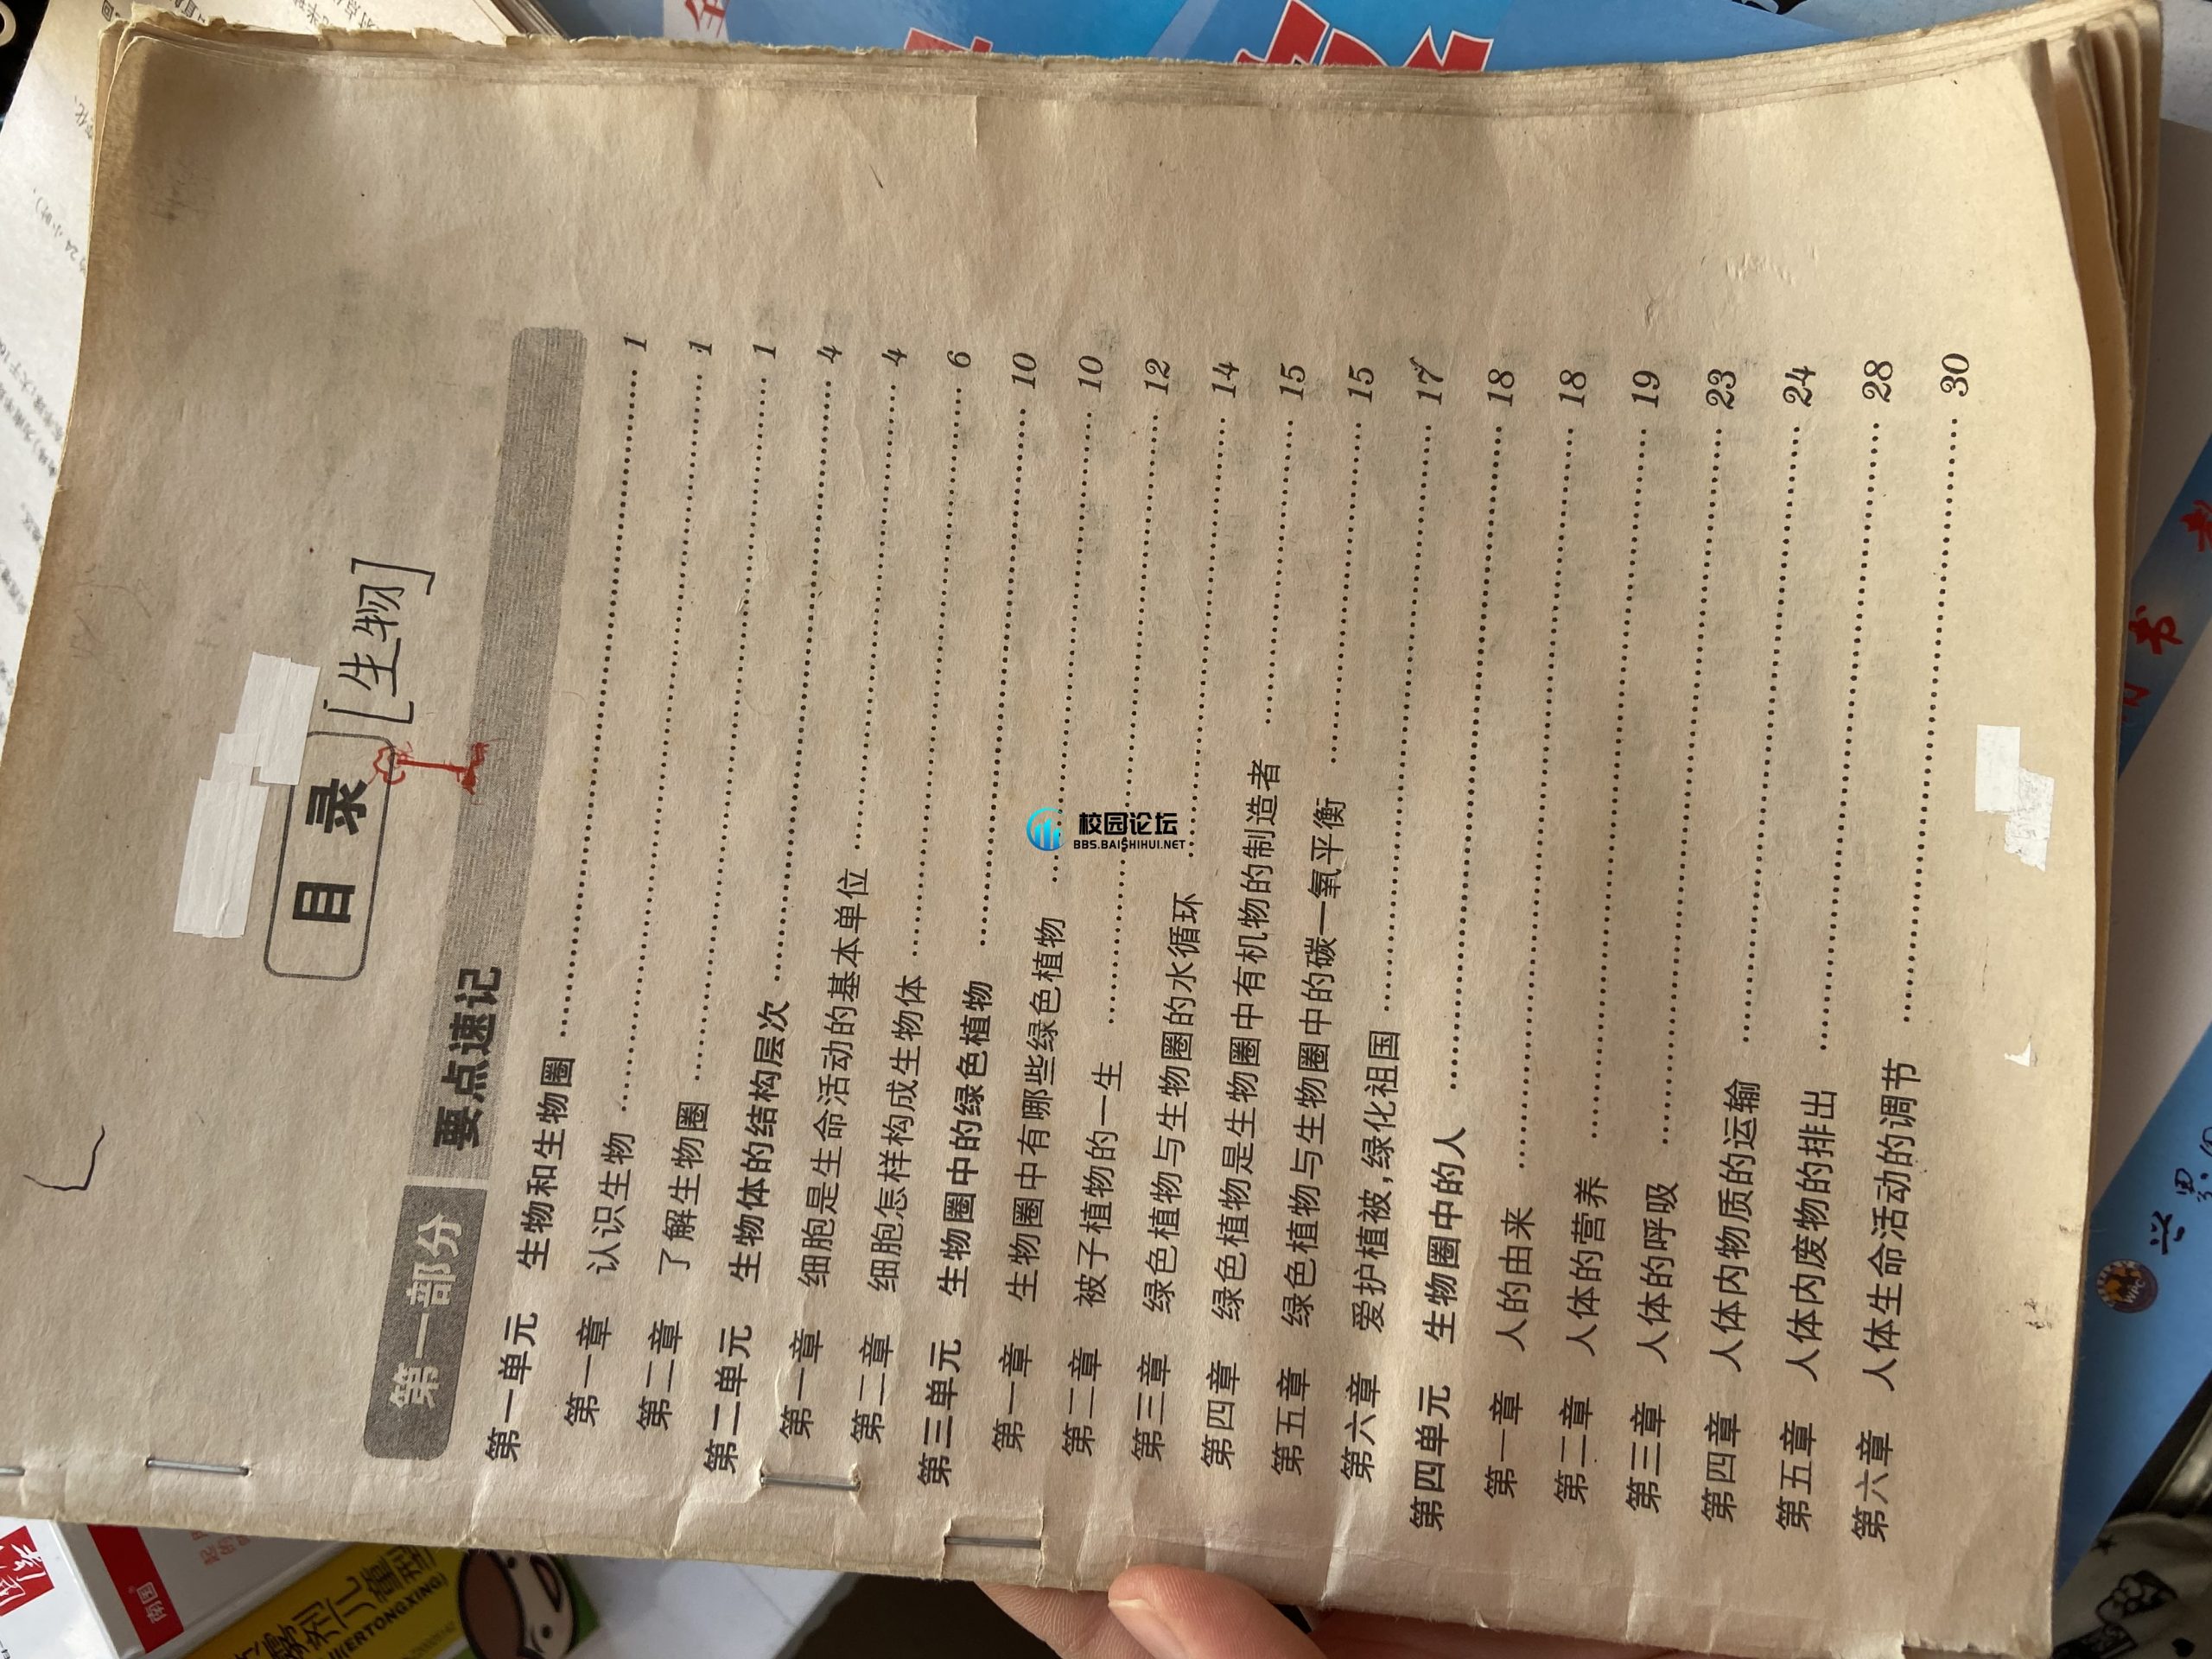 目 录
[生物]
第一部分 要点速记
第一单元 生物和生物圈 1
第一章 认识生物 1
第二章 了解生物圈 1
第二单元 生物体的结构层次 4
第一章 细胞是生命活动的基本单位 4
第二章 细胞怎样构成生物体 6
第三单元 生物圈中的绿色植物 10
第一章 生物圈中有哪些绿色植物 10
第二章 被子植物的一生 12
第三章 绿色植物与生物圈的水循环 14
第四章 绿色植物是生物圈中有机物的制造者 15
第五章 绿色植物与生物圈中的碳—氧平衡 15
第六章 爱护植被,绿化祖国 17
第四单元 生物圈中的人 18
第一章 人的由来 18
第二章 人体的营养 19
第三章 人体的呼吸 23
第四章 人体内物质的运输 24
第五章 人体内废物的排出 28
第六章 人体生命活动的调节 30
校园论坛
BBS.BAISHIHUI.NET
南国
(ERTONGXING)
书